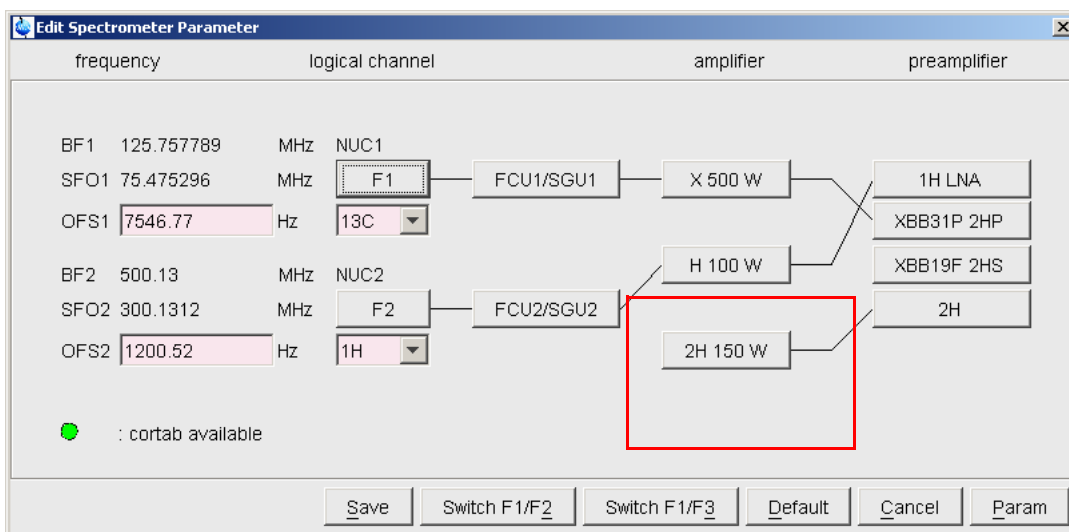 Edit Spectrometer Parameter
frequency logical channel amplifier preamplifier
BF1 125.757789 MHz NUC1
SFO1 75.475296 MHz F1 FCU1/SGU1 X 500 W 1H LNA
OFS1 7546.77 Hz 13C XBB31P 2HP
BF2 500.13 MHz NUC2 H 100 W XBB19F 2HS
SFO2 300.1312 MHz F2 FCU2/SGU2 2H
OFS2 1200.52 Hz 1H 2H 150 W
: cortab available
Save Switch F1/F2 Switch F1/F3 Default Cancel Param